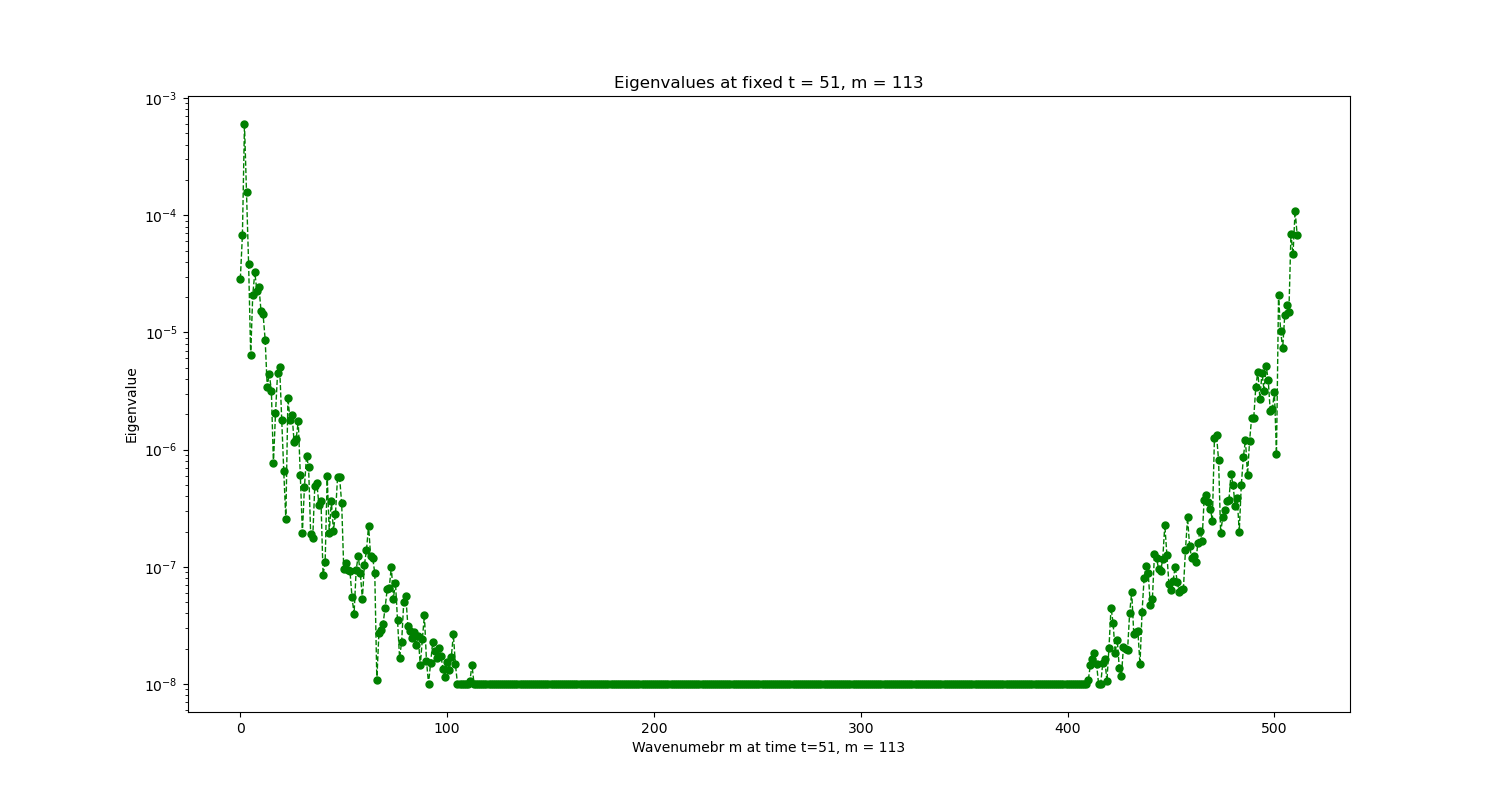 Eigenvalues at fixed t = 51, m = 113
10⁻³
10⁻⁴
10⁻⁵
10⁻⁶
10⁻⁷
10⁻⁸
Eigenvalue
0 100 200 300 400 500
Wavenumebr m at time t=51, m = 113